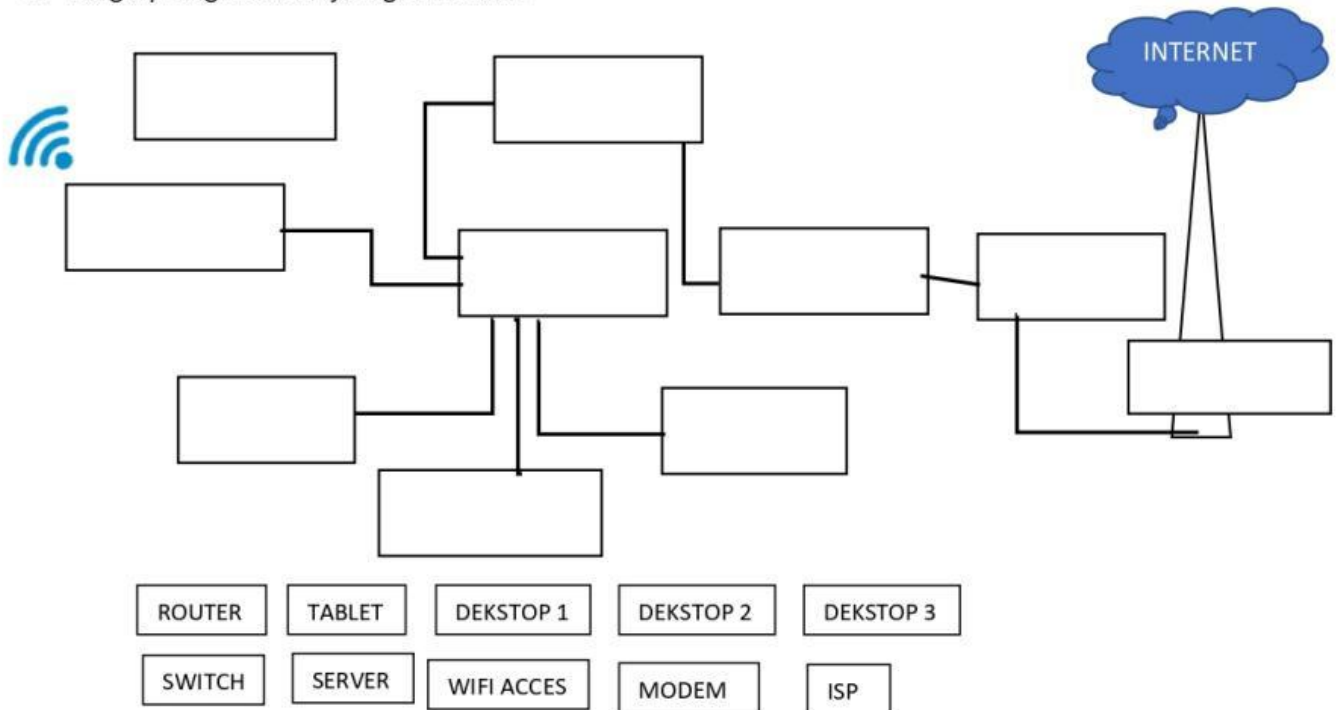 INTERNET
ROUTER TABLET DEKSTOP 1 DEKSTOP 2 DEKSTOP 3
SWITCH SERVER WIFI ACCES MODEM ISP